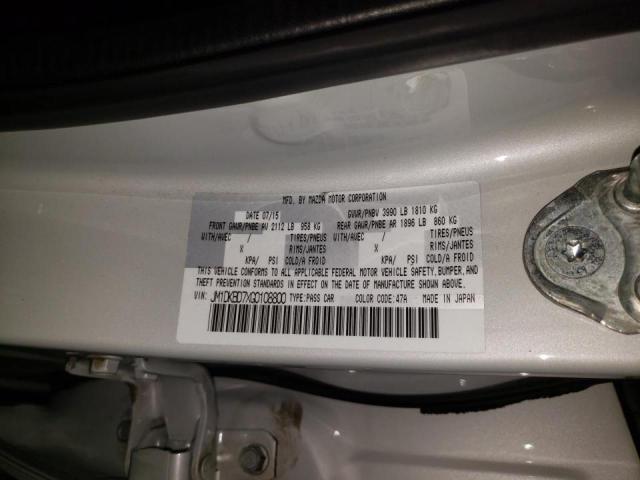 MFD. BY MAZDA MOTOR CORPORATION
DATE 07/15 GVWR/PNBV 3990 LB 1810 KG
FRONT GAWR/PNBE AV 2112 LB 958 KG REAR GAWR/PNBE AR 1896 LB 860 KG
WITH/AVEC / TIRES/PNEUS WITH/AVEC / TIRES/PNEUS
X RIMS/JANTES X RIMS/JANTES
KPA/ PSI COLD/A FROID KPA/ PSI COLD/A FROID
THIS VEHICLE CONFORMS TO ALL APPLICABLE FEDERAL MOTOR VEHICLE SAFETY, BUMPER, AND
THEFT PREVENTION STANDARDS IN EFFECT ON THE DATE OF MANUFACTURE SHOWN ABOVE.
VIN: JM1DKBD7XG0108800 TYPE:PASS CAR COLOR CODE:47A MADE IN JAPAN